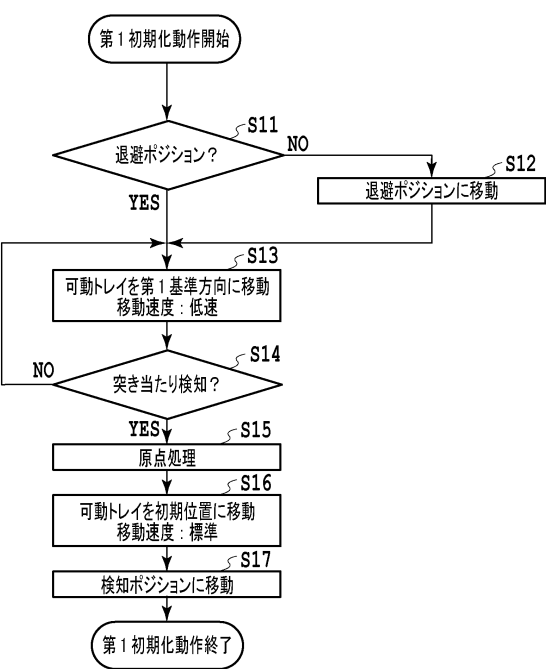 第1初期化動作開始
S11
退避ポジション？
NO
YES
S12
退避ポジションに移動
S13
可動トレイを第1基準方向に移動
移動速度：低速
S14
突き当たり検知？
NO
YES
S15
原点処理
S16
可動トレイを初期位置に移動
移動速度：標準
S17
検知ポジションに移動
第1初期化動作終了